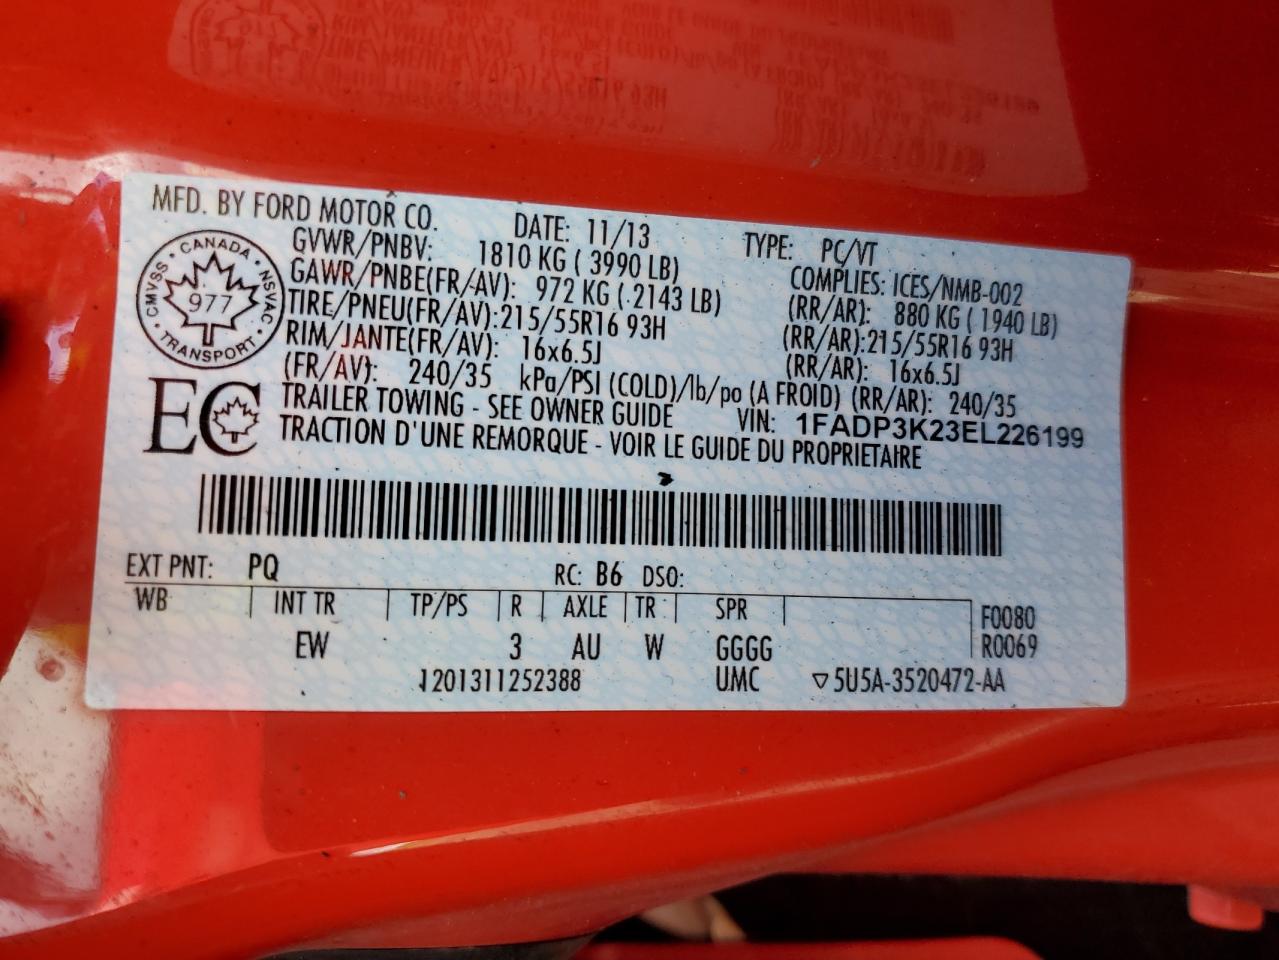 MFD. BY FORD MOTOR CO. DATE: 11/13 TYPE: PC/VT
GVWR/PNBV: 1810 KG ( 3990 LB) COMPLIES: ICES/NMB-002
GAWR/PNBE(FR/AV): 972 KG ( 2143 LB) (RR/AR): 880 KG ( 1940 LB)
TIRE/PNEU(FR/AV): 215/55R16 93H (RR/AR): 215/55R16 93H
RIM/JANTE(FR/AV): 16x6.5J (RR/AR): 16x6.5J
(FR/AV): 240/35 kPa/PSI (COLD)/lb/po (A FROID) (RR/AR): 240/35
TRAILER TOWING - SEE OWNER GUIDE VIN: 1FADP3K23EL226199
TRACTION D'UNE REMORQUE - VOIR LE GUIDE DU PROPRIETAIRE
CANADA
CMVSS NSVAC
977
TRANSPORT
EC
EXT PNT: PQ RC: B6 DSO:
WB INT TR TP/PS R AXLE TR SPR F0080
EW 3 AU W GGGG R0069
1201311252388 UMC ▽5U5A-3520472-AA